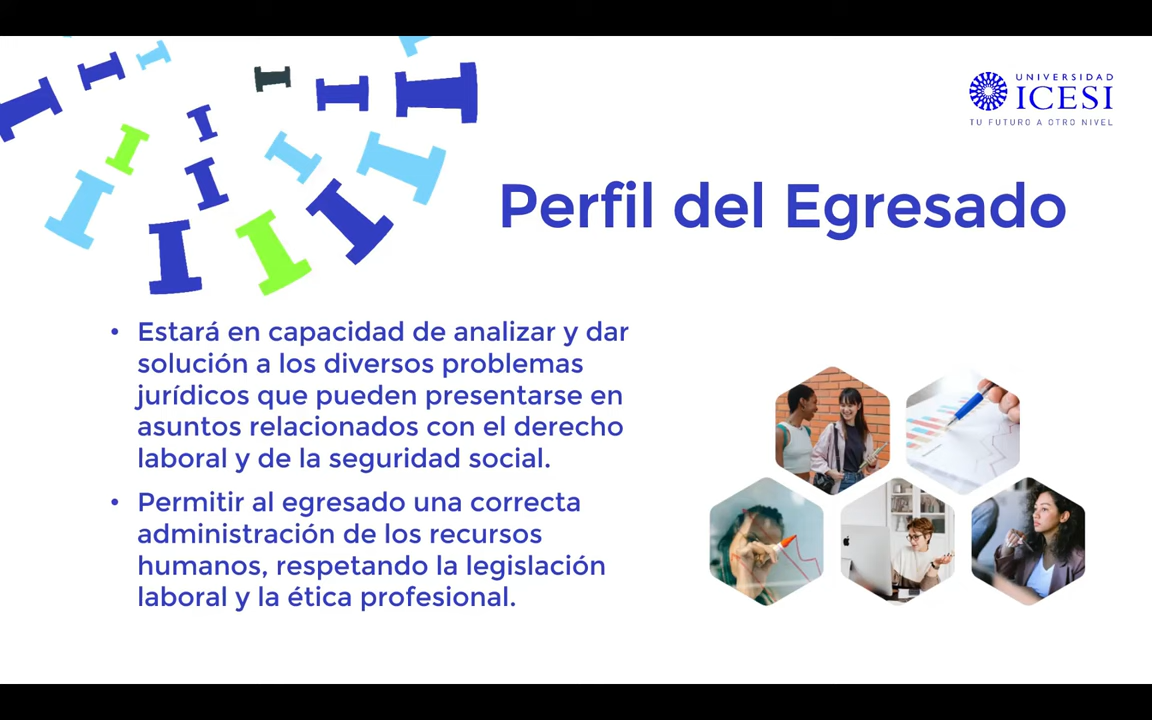 UNIVERSIDAD
ICESI
TU FUTURO A OTRO NIVEL
Perfil del Egresado
• Estará en capacidad de analizar y dar
solución a los diversos problemas
jurídicos que pueden presentarse en
asuntos relacionados con el derecho
laboral y de la seguridad social.
• Permitir al egresado una correcta
administración de los recursos
humanos, respetando la legislación
laboral y la ética profesional.